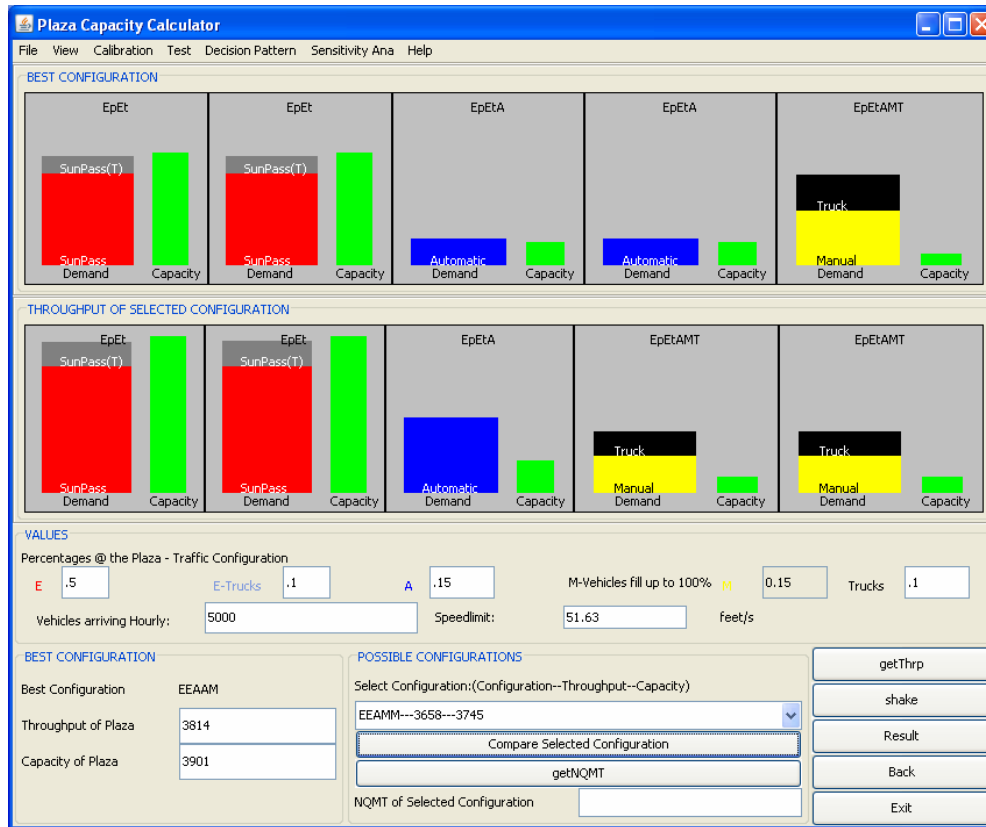 Plaza Capacity Calculator
File View Calibration Test Decision Pattern Sensitivity Ana Help
BEST CONFIGURATION
EpEt EpEt EpEtA EpEtA EpEtAMT
SunPass(T) SunPass(T)
Truck
SunPass SunPass Automatic Automatic Manual
Demand Capacity Demand Capacity Demand Capacity Demand Capacity Demand Capacity
THROUGHPUT OF SELECTED CONFIGURATION
EpEt EpEt EpEtA EpEtAMT EpEtAMT
SunPass(T) SunPass(T)
Truck Truck
SunPass SunPass Automatic Manual Manual
Demand Capacity Demand Capacity Demand Capacity Demand Capacity Demand Capacity
VALUES
Percentages @ the Plaza - Traffic Configuration
E .5 E-Trucks .1 A .15 M-Vehicles fill up to 100% M 0.15 Trucks .1
Vehicles arriving Hourly: 5000 Speedlimit: 51.63 feet/s
BEST CONFIGURATION
Best Configuration EEAAM
Throughput of Plaza 3814
Capacity of Plaza 3901
POSSIBLE CONFIGURATIONS
Select Configuration:(Configuration--Throughput--Capacity)
EEAMM---3658---3745
Compare Selected Configuration
getNQMT
NQMT of Selected Configuration
getThrp
shake
Result
Back
Exit